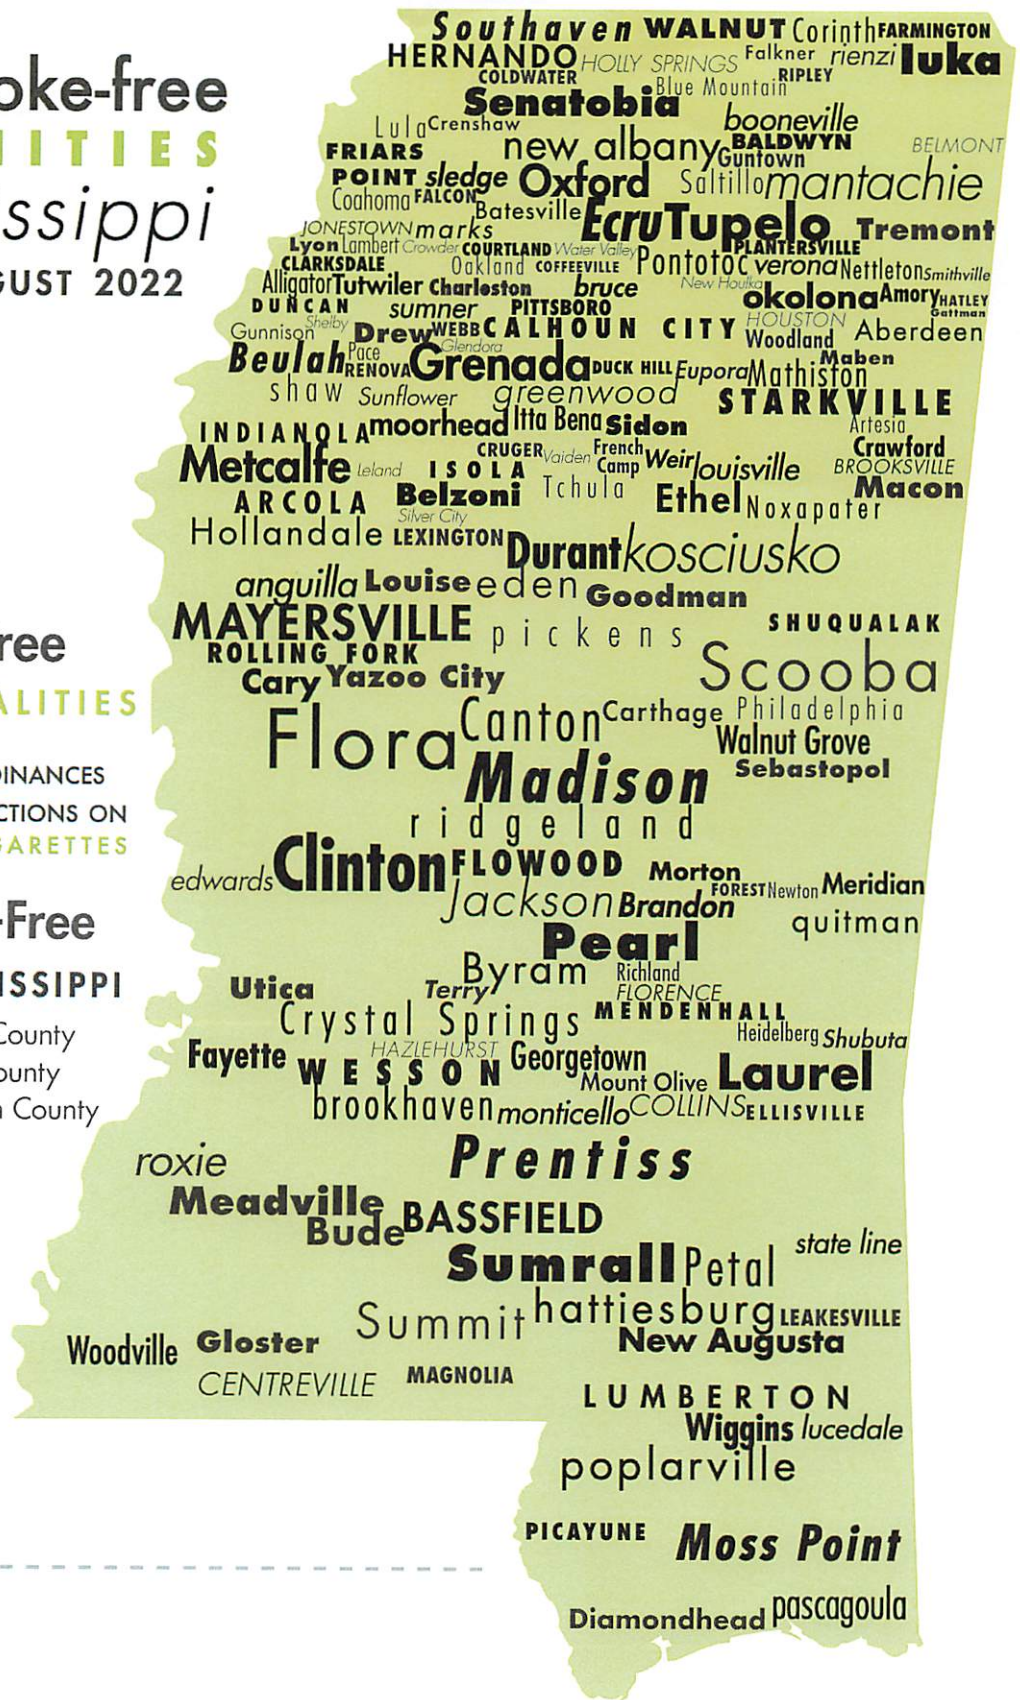 oke-free
ITIES
ssippi
GUST 2022
ree
ALITIES
DINANCES
CTIONS ON
GARETTES
-Free
ISSIPPI
County
ounty
n County
Southaven WALNUT Corinth FARMINGTON
HERNANDO HOLLY SPRINGS Falkner rienzi Iuka
COLDWATER Blue Mountain RIPLEY
Senatobia booneville
Lula Crenshaw new albany BALDWYN BELMONT
FRIARS POINT sledge Oxford Guntown Saltillo mantachie
Coahoma FALCON Batesville Ecru Tupelo Tremont
JONESTOWN marks PLANTERSVILLE
Lyon Lambert Crowder COURTLAND Water Valley Pontotoc verona Nettleton Smithville
CLARKSDALE Oakland COFFEEVILLE New Houlka
Alligator Tutwiler Charleston bruce okolona Amory HATLEY
DUNCAN sumner PITTSBORO Gattman
Gunnison Shelby Drew WEBB CALHOUN CITY HOUSTON Aberdeen
Woodland
Beulah Pace Glendora Grenada DUCK HILL Eupora Mathiston Maben
RENOVA
shaw Sunflower greenwood STARKVILLE
INDIANOLA moorhead Itta Bena Sidon Artesia
Metcalfe Leland ISOLA CRUGER Vaiden French Camp Weir louisville Crawford
BROOKSVILLE
ARCOLA Belzoni Tchula Ethel Noxapater Macon
Silver City
Hollandale LEXINGTON Durant kosciusko
anguilla Louise eden Goodman
MAYERSVILLE pickens SHUQUALAK
ROLLING FORK Scooba
Cary Yazoo City
Flora Canton Carthage Philadelphia
Walnut Grove
Madison Sebastopol
ridgeland
edwards Clinton FLOWOOD Morton FOREST Newton Meridian
Jackson Brandon quitman
Pearl
Utica Terry Byram Richland
FLORENCE
Crystal Springs MENDENHALL
Heidelberg Shubuta
Fayette HAZLEHURST Georgetown
WESSON Mount Olive Laurel
brookhaven monticello COLLINS ELLISVILLE
roxie Prentiss
Meadville
Bude BASSFIELD
Sumrall Petal state line
Summit hattiesburg LEAKESVILLE
Woodville Gloster New Augusta
CENTREVILLE MAGNOLIA
LUMBERTON
Wiggins lucedale
poplarville
PICAYUNE Moss Point
Diamondhead pascagoula